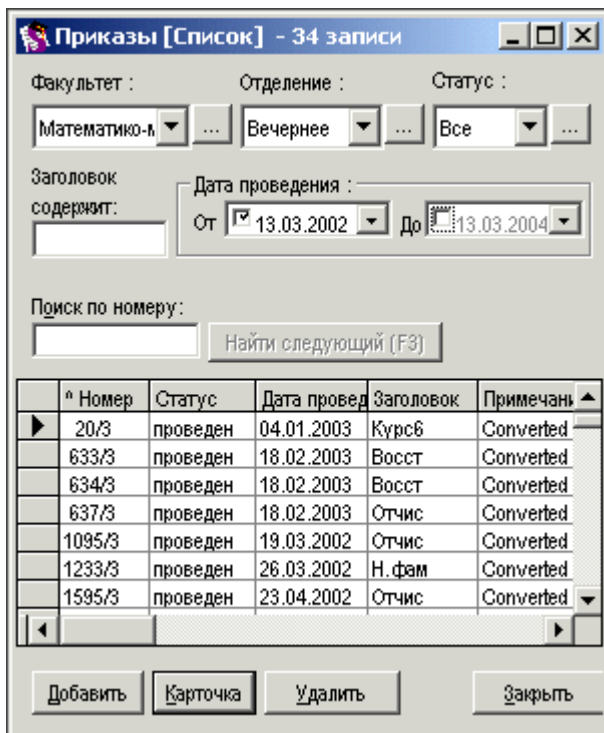 Приказы [Список] - 34 записи
Факультет : Отделение : Статус :
Математико-м ... Вечернее ... Все ...
Заголовок содержит:
Дата проведения :
От 13.03.2002 До 13.03.2004
Поиск по номеру:
Найти следующий (F3)
^ Номер Статус Дата провед Заголовок Примечани
20/3 проведен 04.01.2003 Курс6 Converted
633/3 проведен 18.02.2003 Восст Converted
634/3 проведен 18.02.2003 Восст Converted
637/3 проведен 18.02.2003 Отчис Converted
1095/3 проведен 19.03.2002 Отчис Converted
1233/3 проведен 26.03.2002 Н.фам Converted
1595/3 проведен 23.04.2002 Отчис Converted
Добавить Карточка Удалить Закрыть